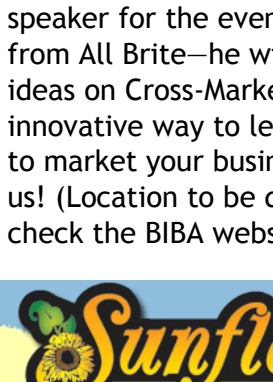 speaker for the even
from All Brite—he w
ideas on Cross-Marke
innovative way to le
to market your busin
us! (Location to be
check the BIBA webs
Sunfl